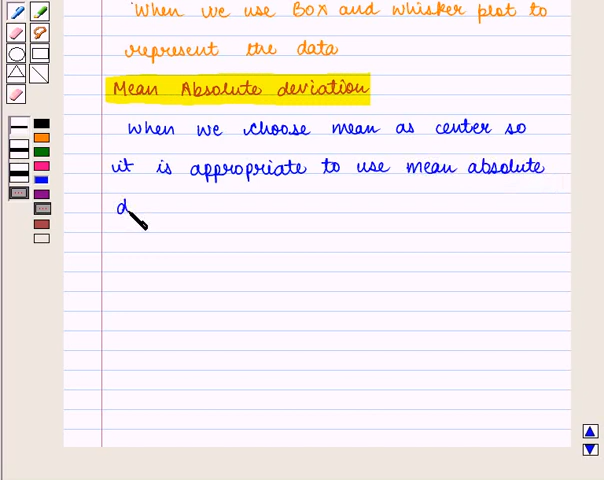 When we use Box and whisker plot to
represent the data
Mean Absolute deviation
When we choose mean as center so
it is appropriate to use mean absolute
d